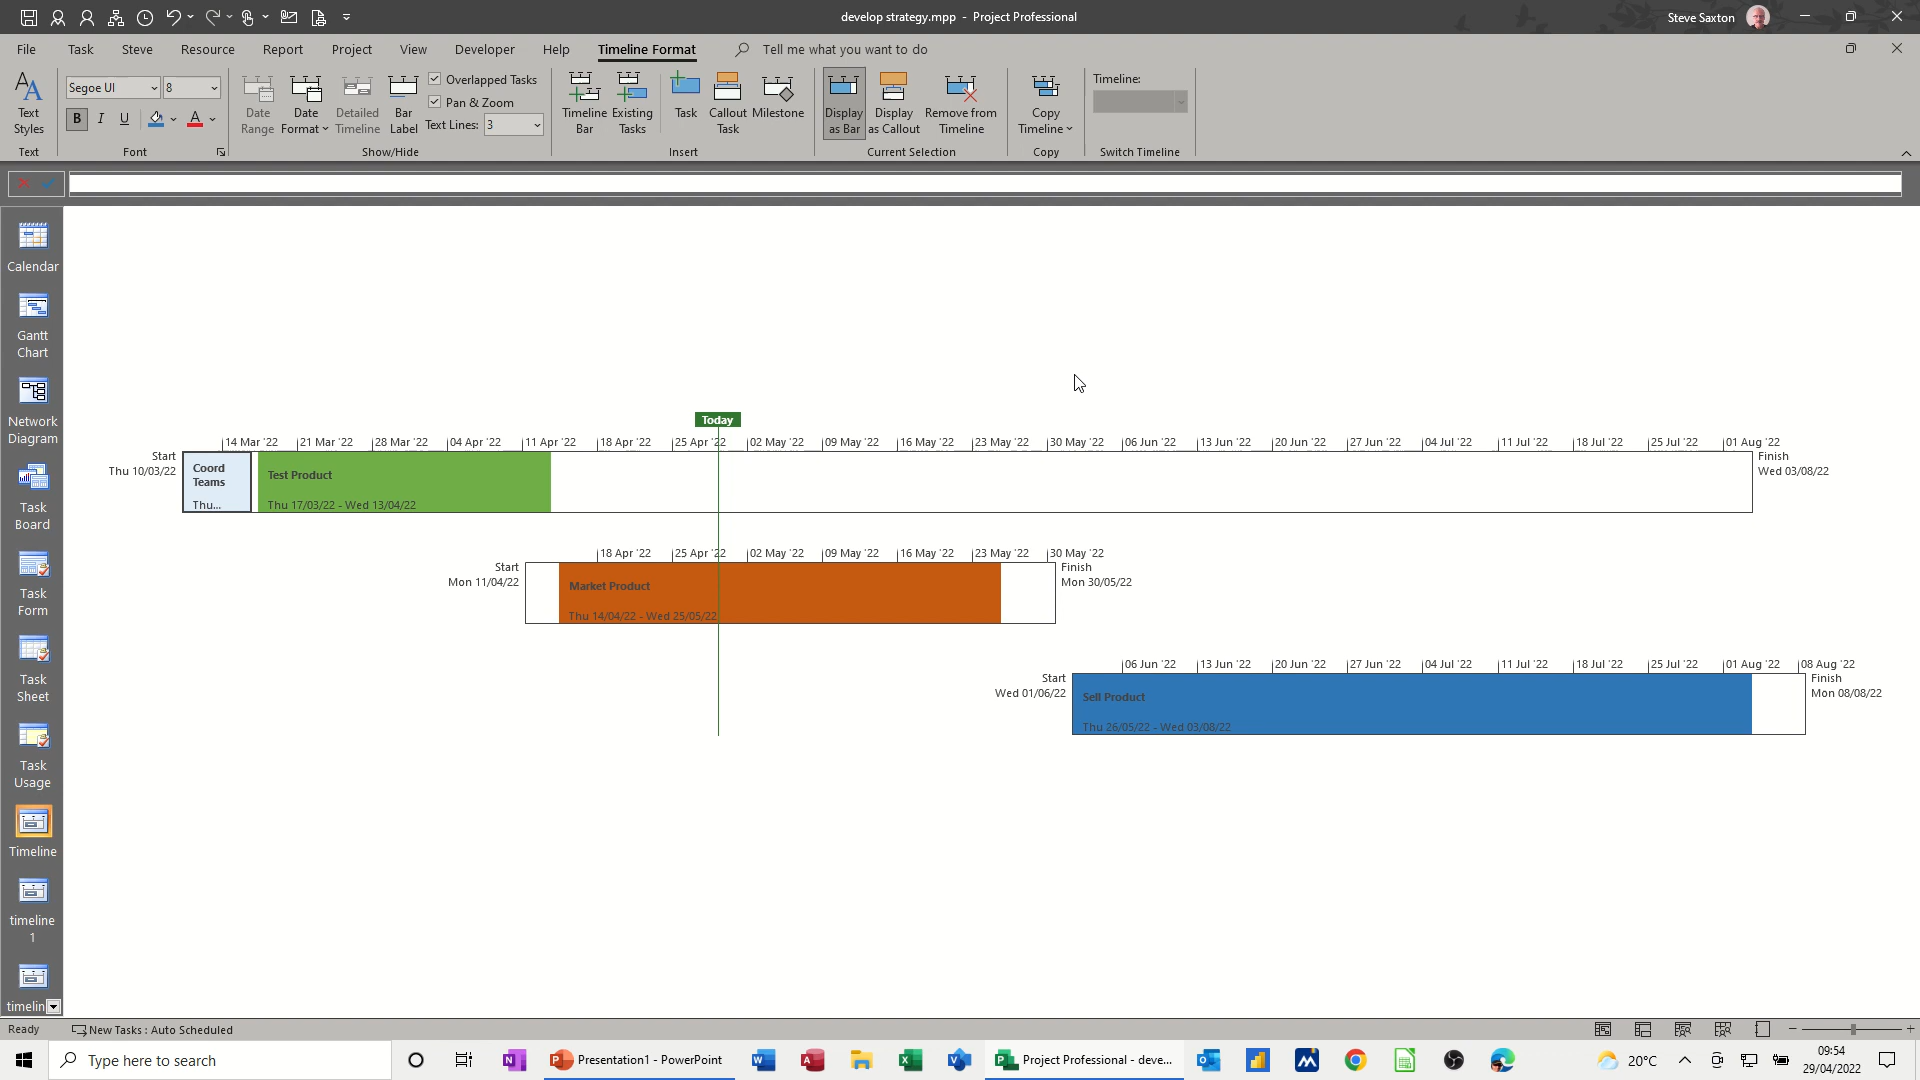 develop strategy.mpp - Project Professional
Steve Saxton
File Task Steve Resource Report Project View Developer Help Timeline Format Tell me what you want to do
Text Styles
Segoe UI 8
B I U A
Date Range
Date Format
Detailed Timeline
Bar Label
Overlapped Tasks
Pan & Zoom
Text Lines: 3
Timeline Bar
Existing Tasks
Task
Callout Task
Milestone
Display as Bar
Display as Callout
Remove from Timeline
Copy Timeline
Timeline:
Text Font Show/Hide Insert Current Selection Copy Switch Timeline
Calendar
Gantt Chart
Network Diagram
Task Board
Task Form
Task Sheet
Task Usage
Timeline
timeline 1
timelin
Today
14 Mar '22 21 Mar '22 28 Mar '22 04 Apr '22 11 Apr '22 18 Apr '22 25 Apr '22 02 May '22 09 May '22 16 May '22 23 May '22 30 May '22 06 Jun '22 13 Jun '22 20 Jun '22 27 Jun '22 04 Jul '22 11 Jul '22 18 Jul '22 25 Jul '22 01 Aug '22
Start
Thu 10/03/22
Coord Teams
Thu...
Test Product
Thu 17/03/22 - Wed 13/04/22
Finish
Wed 03/08/22
18 Apr '22 25 Apr '22 02 May '22 09 May '22 16 May '22 23 May '22 30 May '22
Start
Mon 11/04/22
Market Product
Thu 14/04/22 - Wed 25/05/22
Finish
Mon 30/05/22
06 Jun '22 13 Jun '22 20 Jun '22 27 Jun '22 04 Jul '22 11 Jul '22 18 Jul '22 25 Jul '22 01 Aug '22 08 Aug '22
Start
Wed 01/06/22
Sell Product
Thu 26/05/22 - Wed 03/08/22
Finish
Mon 08/08/22
Ready New Tasks : Auto Scheduled
Type here to search
Presentation1 - PowerPoint
Project Professional - deve...
20°C
09:54
29/04/2022